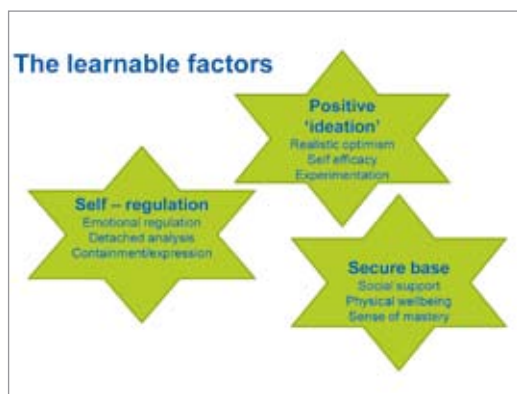 The learnable factors
Positive
'ideation'
Realistic optimism
Self efficacy
Experimentation
Self – regulation
Emotional regulation
Detached analysis
Containment/expression
Secure base
Social support
Physical wellbeing
Sense of mastery